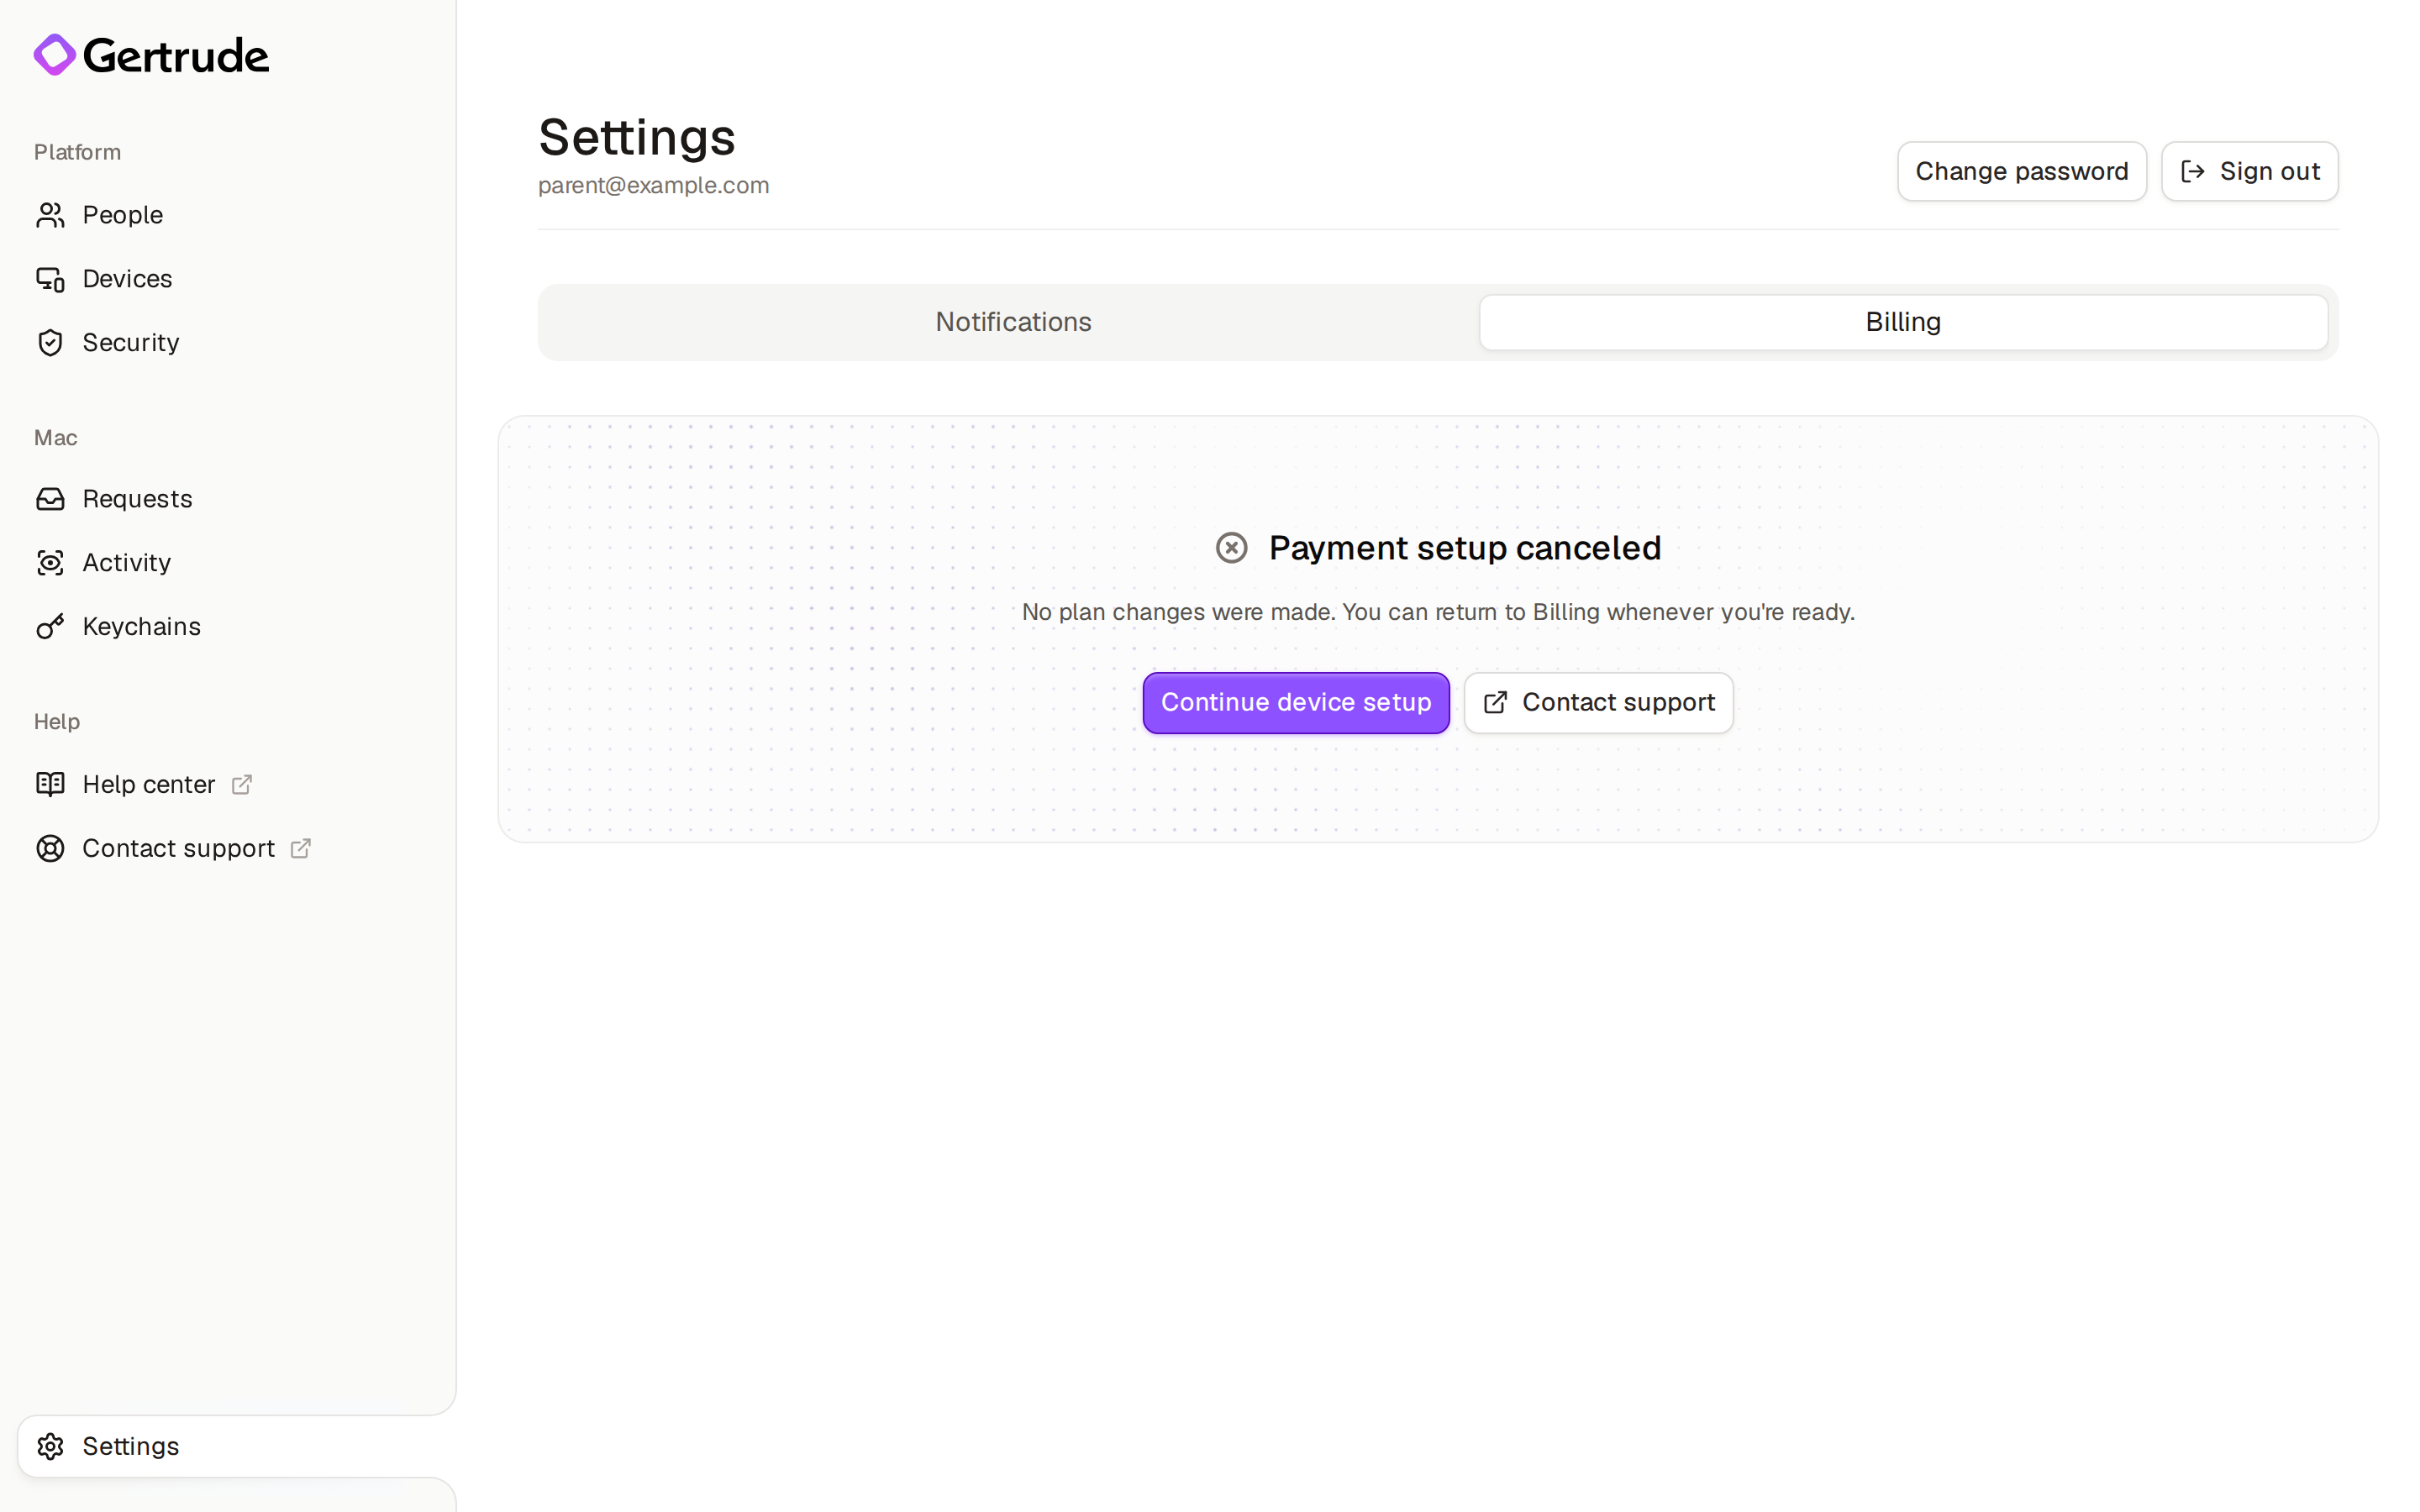 Gertrude
Platform
People
Devices
Security
Mac
Requests
Activity
Keychains
Help
Help center
Contact support
Settings
Settings
parent@example.com
Change password
Sign out
Notifications
Billing
Payment setup canceled
No plan changes were made. You can return to Billing whenever you're ready.
Continue device setup
Contact support